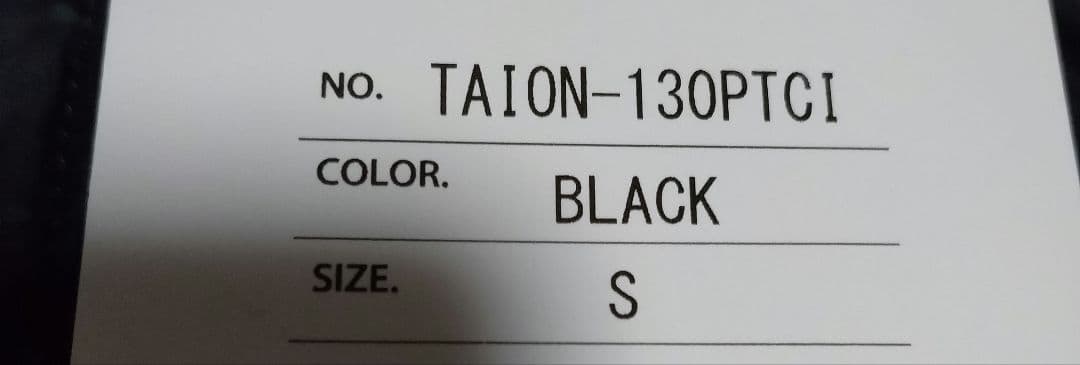 NO. TAION-130PTCI
COLOR. BLACK
SIZE. S